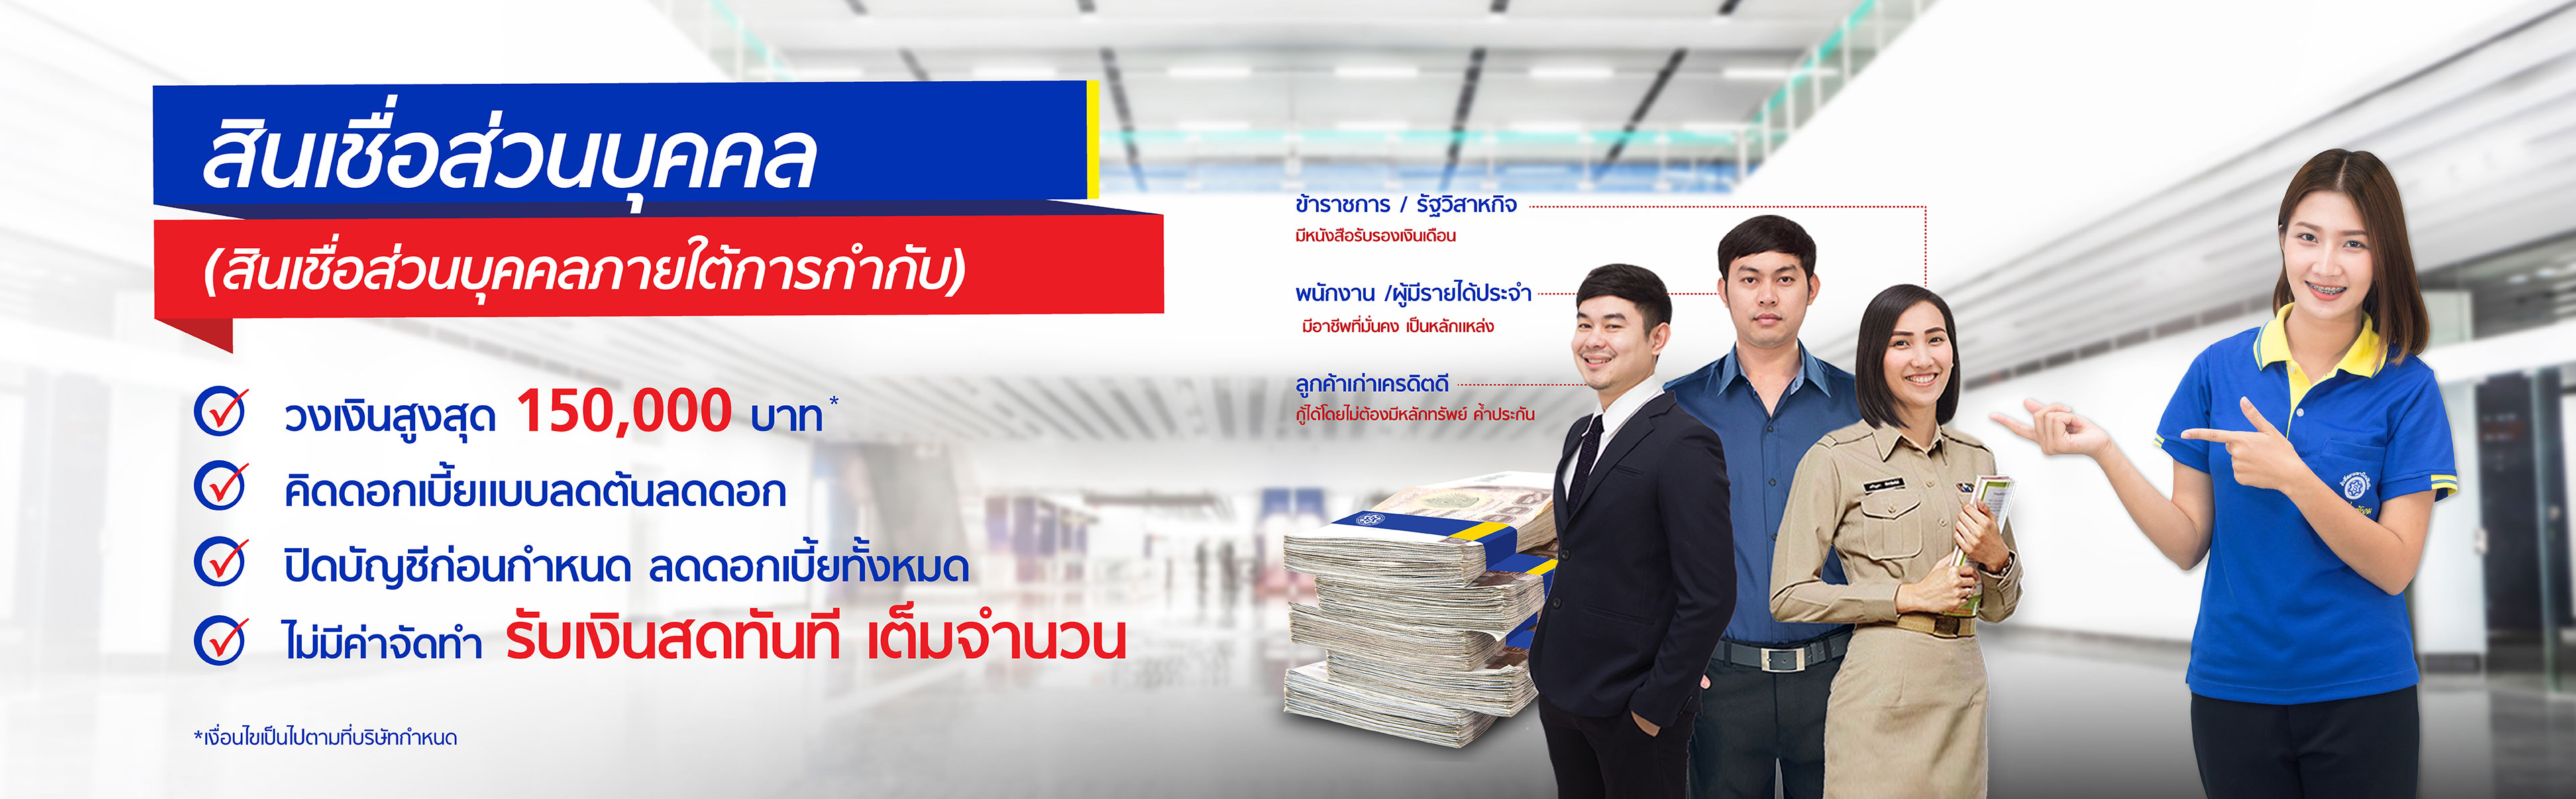 สินเชื่อส่วนบุคคล
(สินเชื่อส่วนบุคคลภายใต้การกำกับ)
วงเงินสูงสุด 150,000 บาท*
คิดดอกเบี้ยแบบลดต้นลดดอก
ปิดบัญชีก่อนกำหนด ลดดอกเบี้ยทั้งหมด
ไม่มีค่าจัดทำ รับเงินสดทันที เต็มจำนวน
*เงื่อนไขเป็นไปตามที่บริษัทกำหนด
ข้าราชการ / รัฐวิสาหกิจ
มีหนังสือรับรองเงินเดือน
พนักงาน /ผู้มีรายได้ประจำ
มีอาชีพที่มั่นคง เป็นหลักแหล่ง
ลูกค้าเก่าเครดิตดี
กู้ได้โดยไม่ต้องมีหลักทรัพย์ ค้ำประกัน